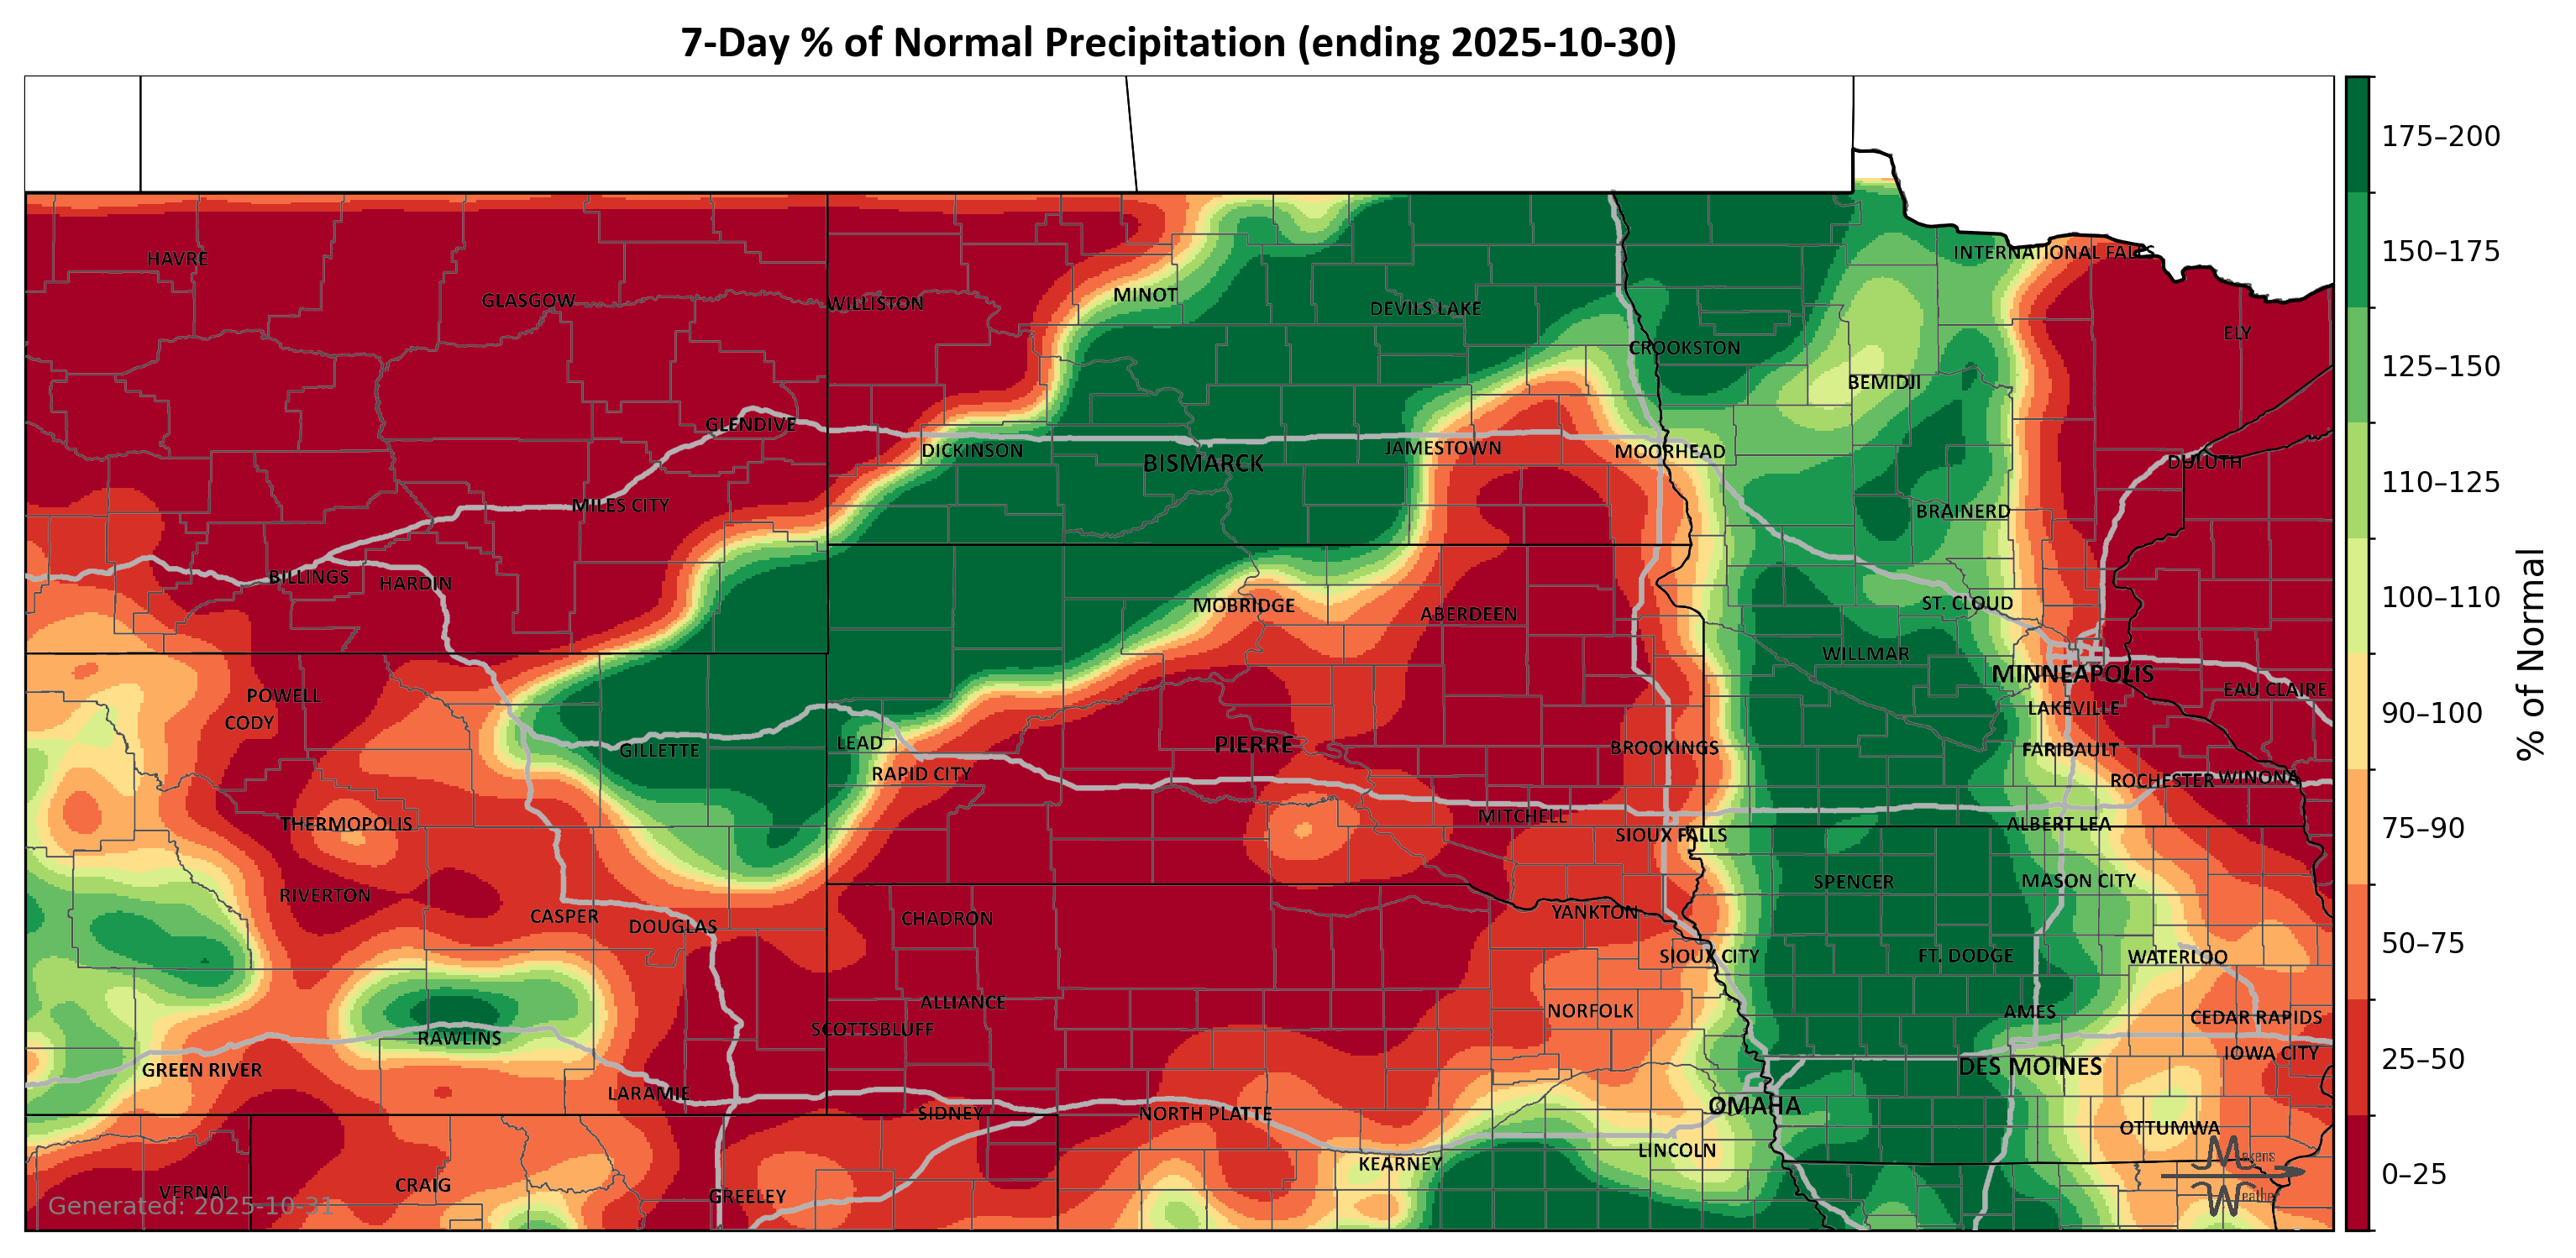 7-Day % of Normal Precipitation (ending 2025-10-30)
175–200
150–175
125–150
110–125
100–110
90–100
75–90
50–75
25–50
0–25
% of Normal
INTERNATIONAL FALLS
HAVRE
GLASGOW
WILLISTON
MINOT
DEVILS LAKE
ELY
CROOKSTON
BEMIDJI
GLENDIVE
DICKINSON
BISMARCK
JAMESTOWN
MOORHEAD
DULUTH
MILES CITY
BRAINERD
BILLINGS
HARDIN
MOBRIDGE
ABERDEEN
ST. CLOUD
WILLMAR
MINNEAPOLIS
EAU CLAIRE
POWELL
CODY
LAKEVILLE
GILLETTE
LEAD
PIERRE
BROOKINGS
FARIBAULT
RAPID CITY
ROCHESTER
WINONA
THERMOPOLIS
MITCHELL
SIOUX FALLS
ALBERT LEA
RIVERTON
SPENCER
MASON CITY
CASPER
DOUGLAS
CHADRON
YANKTON
SIOUX CITY
FT. DODGE
WATERLOO
ALLIANCE
NORFOLK
AMES
CEDAR RAPIDS
SCOTTSBLUFF
RAWLINS
IOWA CITY
GREEN RIVER
DES MOINES
LARAMIE
SIDNEY
NORTH PLATTE
OMAHA
OTTUMWA
KEARNEY
LINCOLN
VERNAL
CRAIG
GREELEY
Makens
Weather
Generated: 2025-10-31